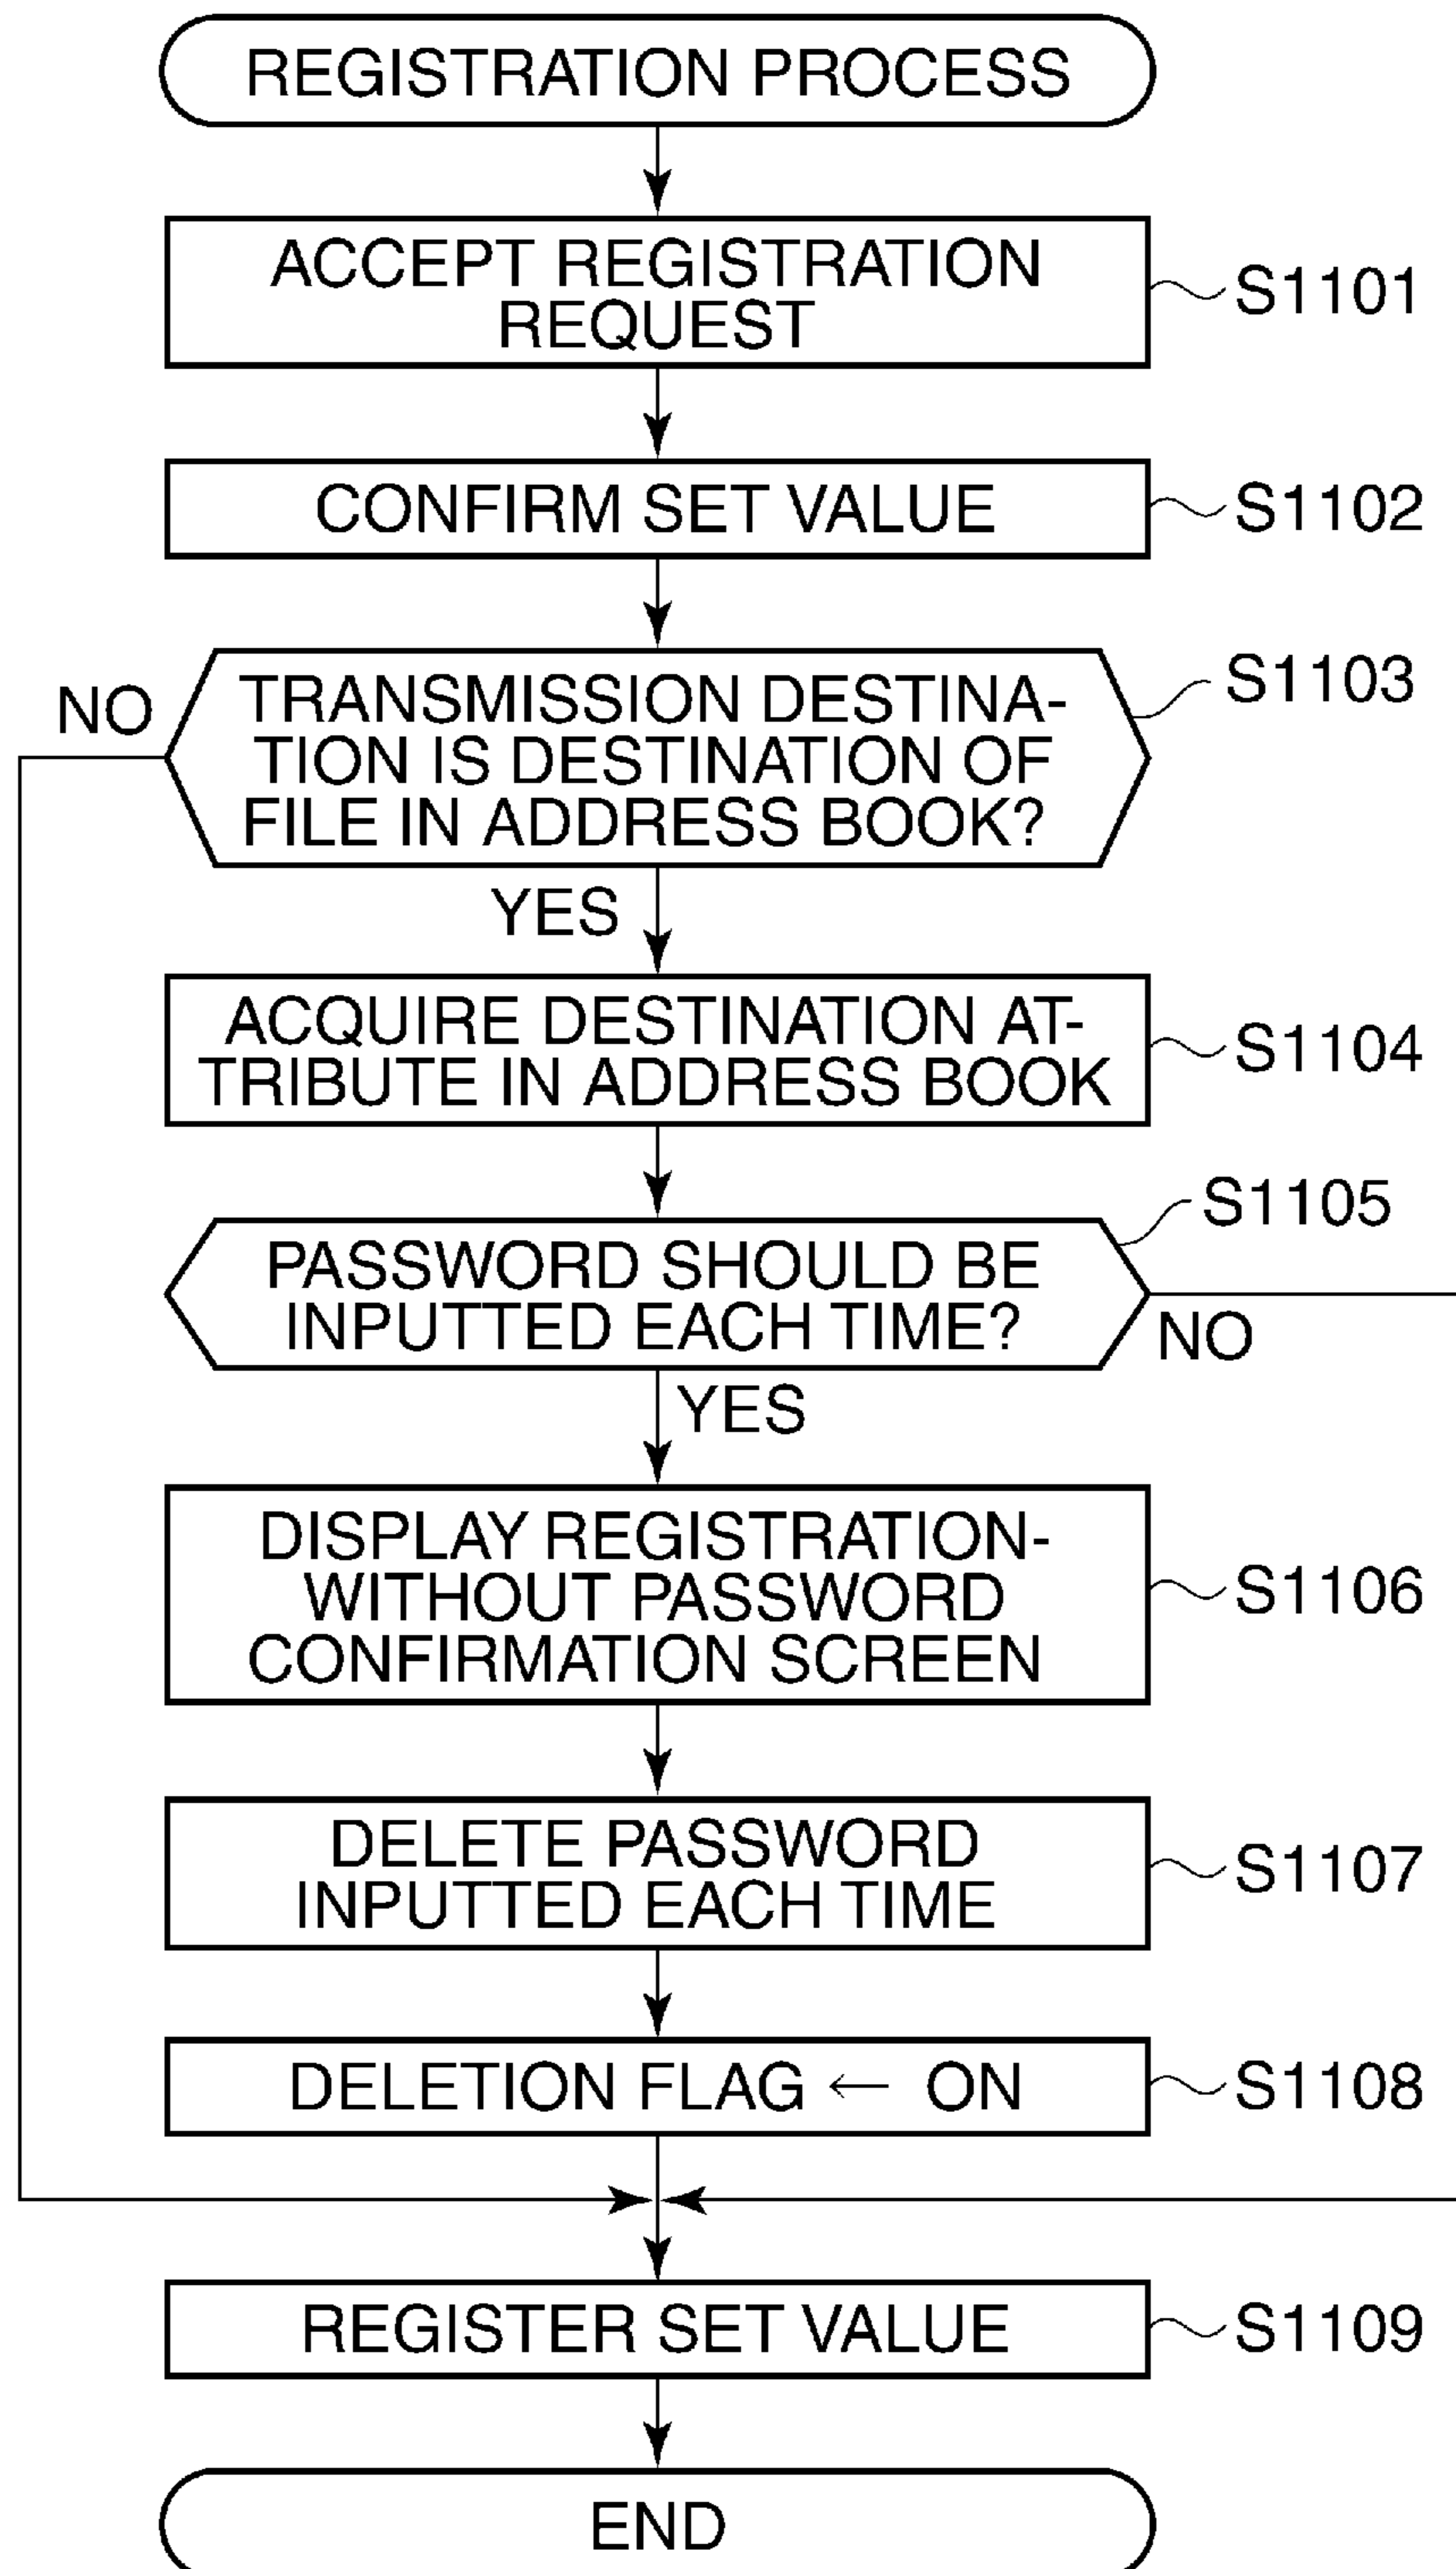 REGISTRATION PROCESS
ACCEPT REGISTRATION
REQUEST
S1101
CONFIRM SET VALUE
S1102
NO
TRANSMISSION DESTINA-
TION IS DESTINATION OF
FILE IN ADDRESS BOOK?
S1103
YES
ACQUIRE DESTINATION AT-
TRIBUTE IN ADDRESS BOOK
S1104
PASSWORD SHOULD BE
INPUTTED EACH TIME?
S1105
NO
YES
DISPLAY REGISTRATION-
WITHOUT PASSWORD
CONFIRMATION SCREEN
S1106
DELETE PASSWORD
INPUTTED EACH TIME
S1107
DELETION FLAG ← ON
S1108
REGISTER SET VALUE
S1109
END